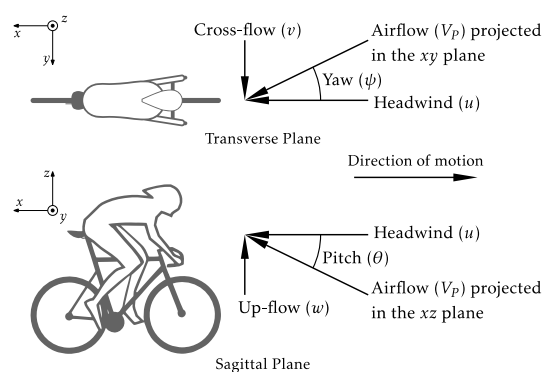 z
x
y
Cross-flow (v)
Airflow (V_P) projected
in the xy plane
Yaw (ψ)
Headwind (u)
Transverse Plane
Direction of motion
z
x
y
Headwind (u)
Pitch (θ)
Airflow (V_P) projected
in the xz plane
Up-flow (w)
Sagittal Plane